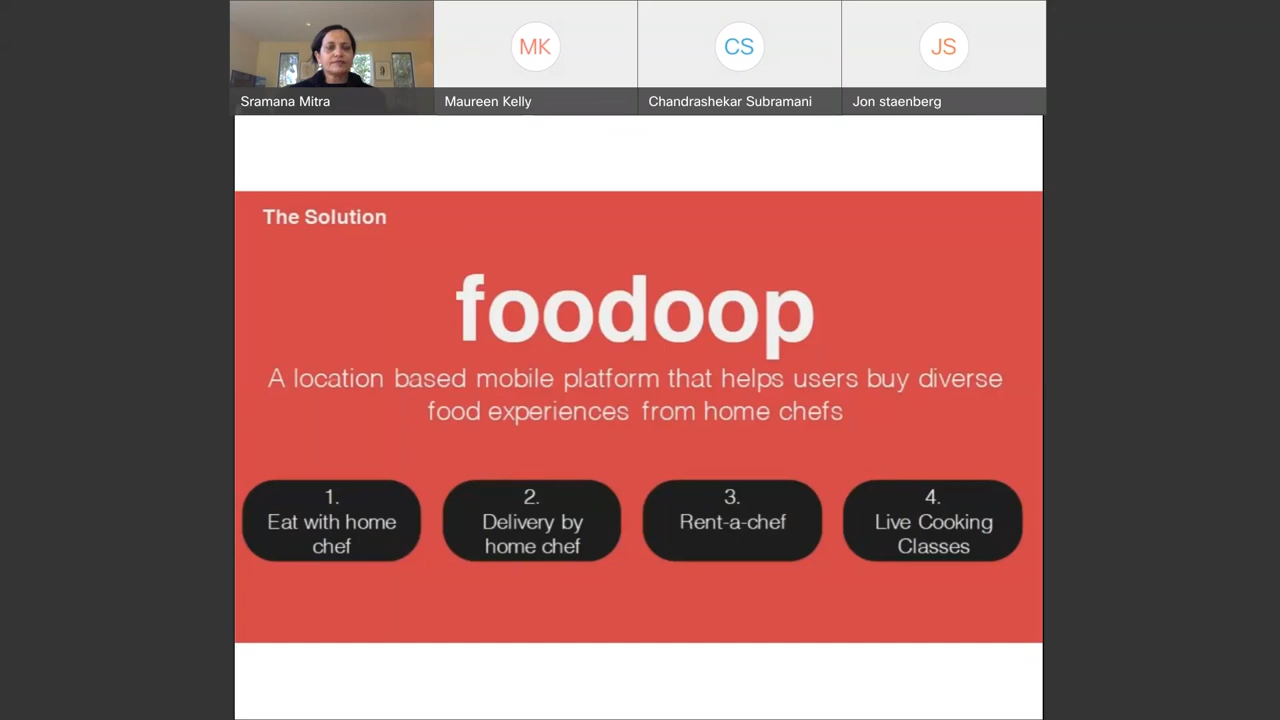 MK
CS
JS
Sramana Mitra
Maureen Kelly
Chandrashekar Subramani
Jon staenberg
The Solution
foodoop
A location based mobile platform that helps users buy diverse
food experiences from home chefs
1.
Eat with home
chef
2.
Delivery by
home chef
3.
Rent-a-chef
4.
Live Cooking
Classes